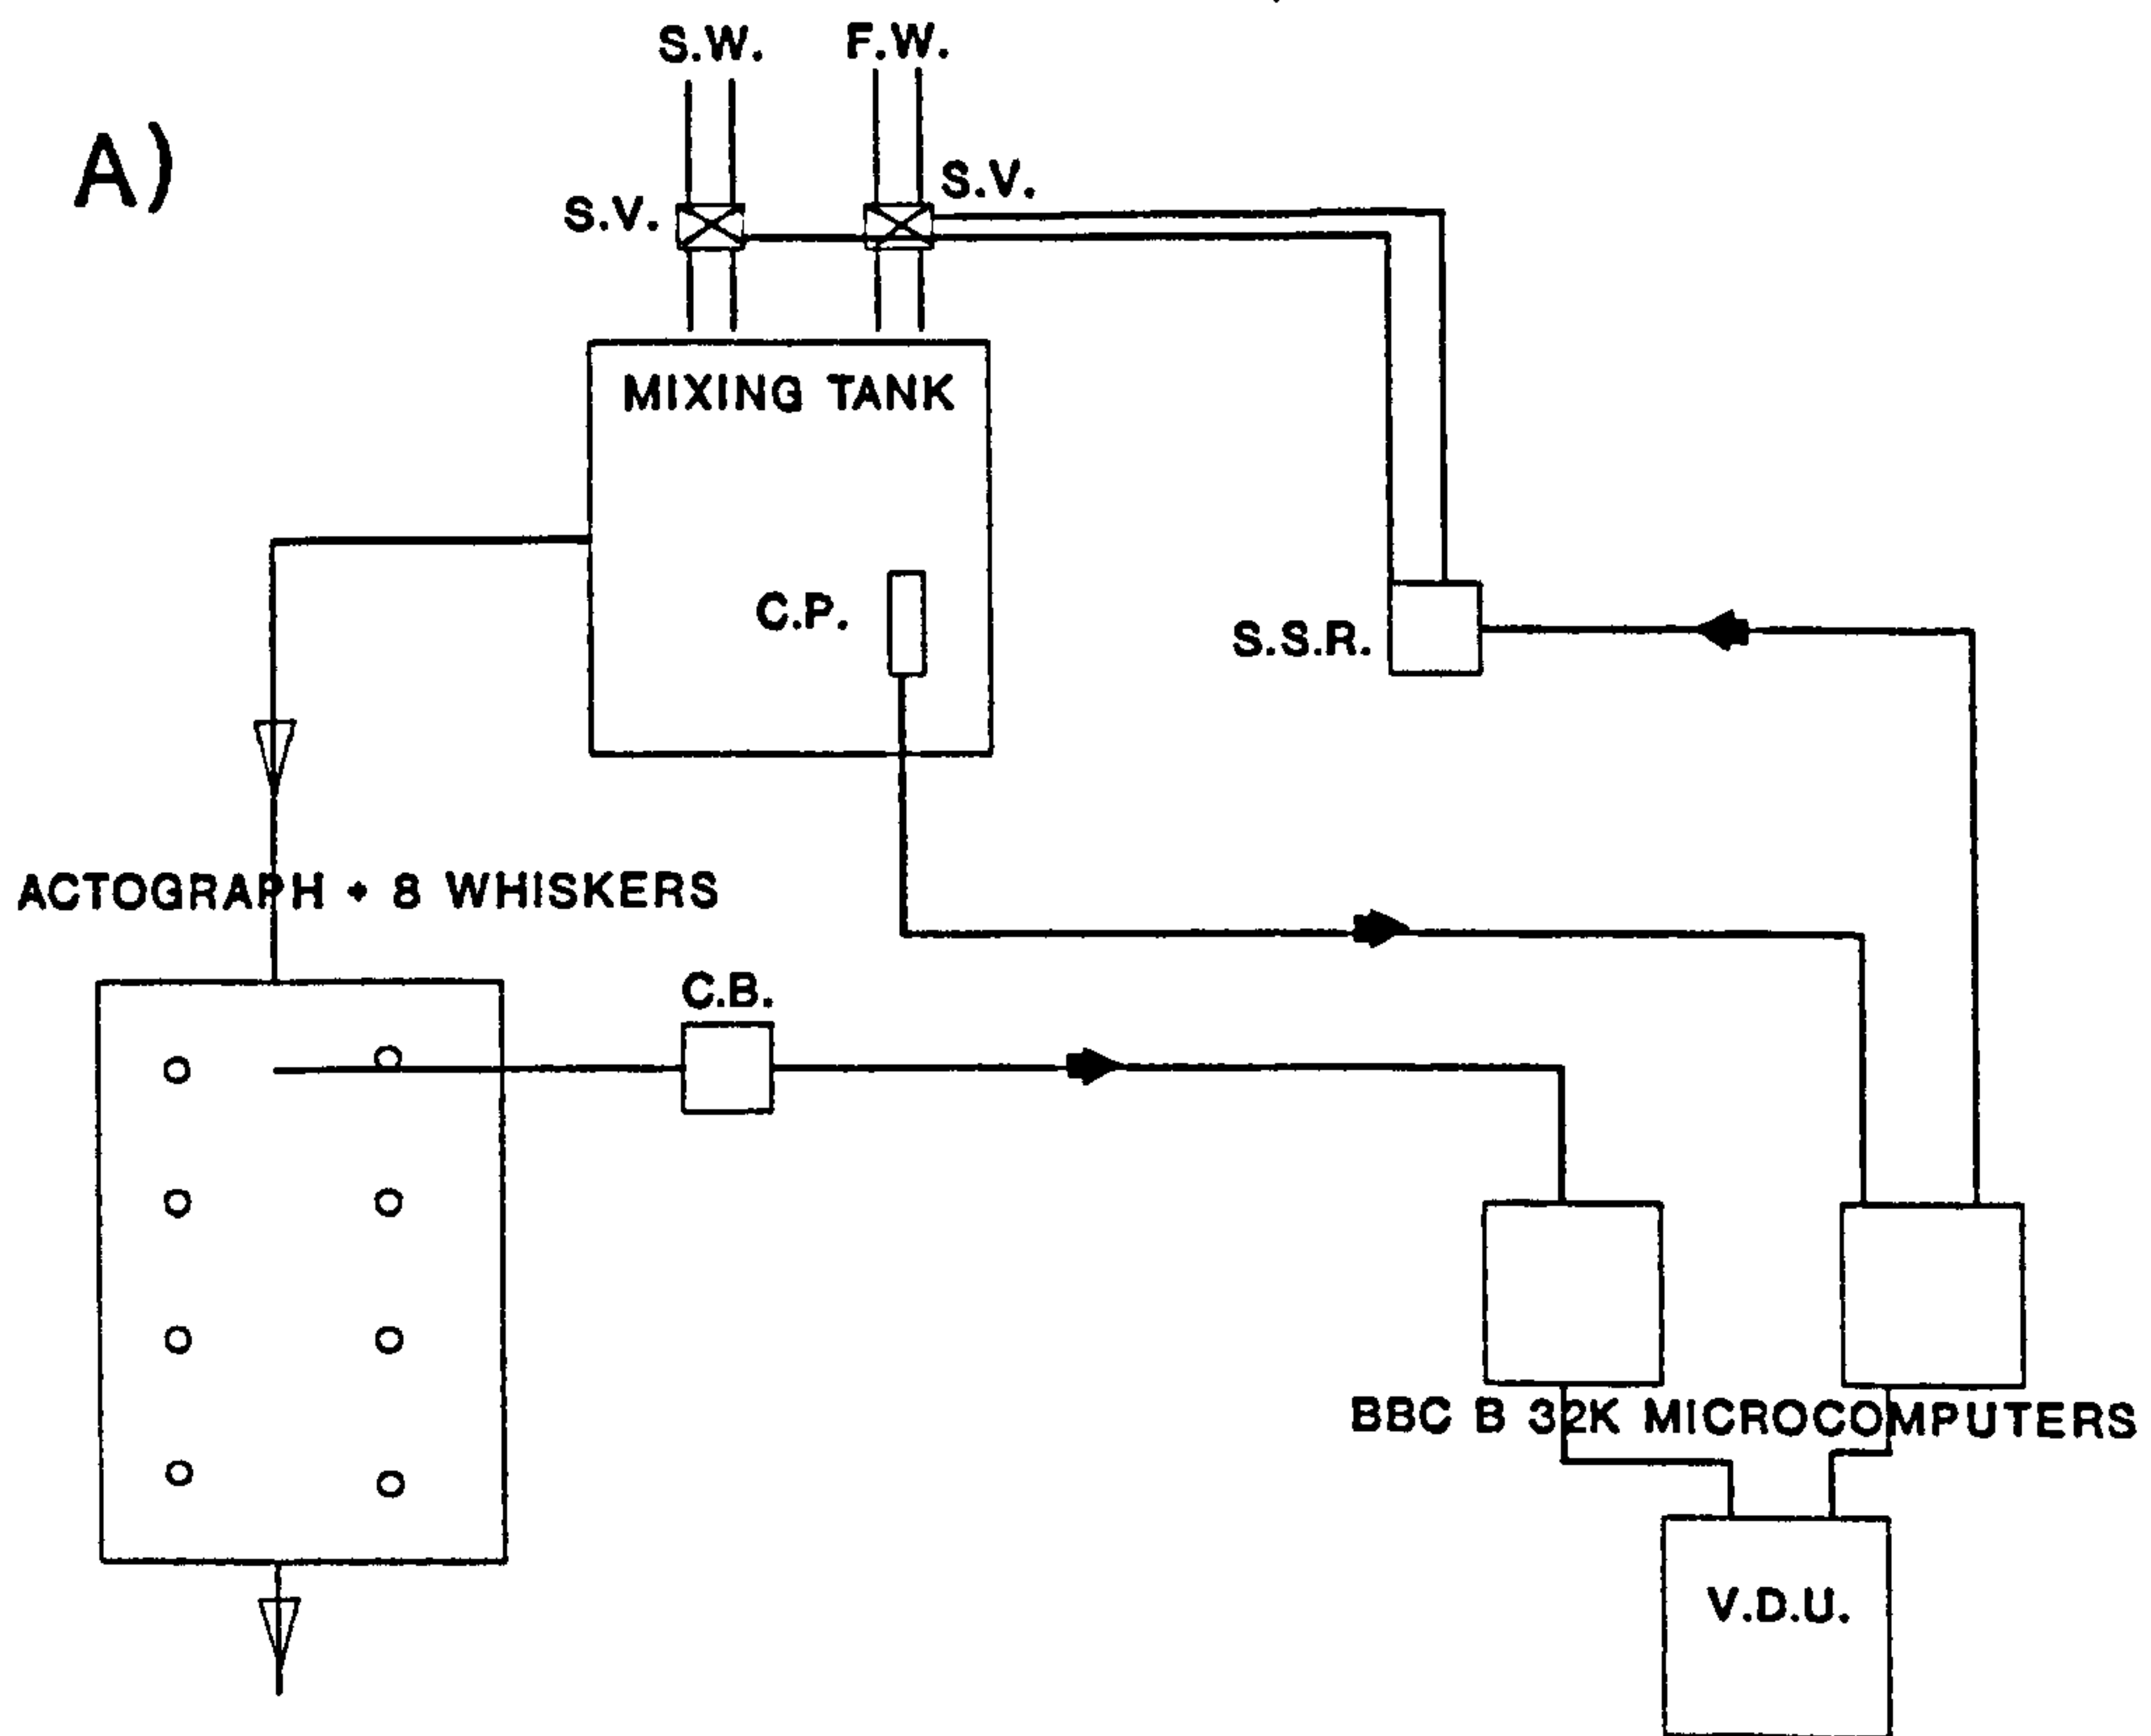 S.W. F.W.
A)
S.V.
S.V.
MIXING TANK
C.P.
S.S.R.
ACTOGRAPH + 8 WHISKERS
C.B.
BBC B 32K MICROCOMPUTERS
V.D.U.